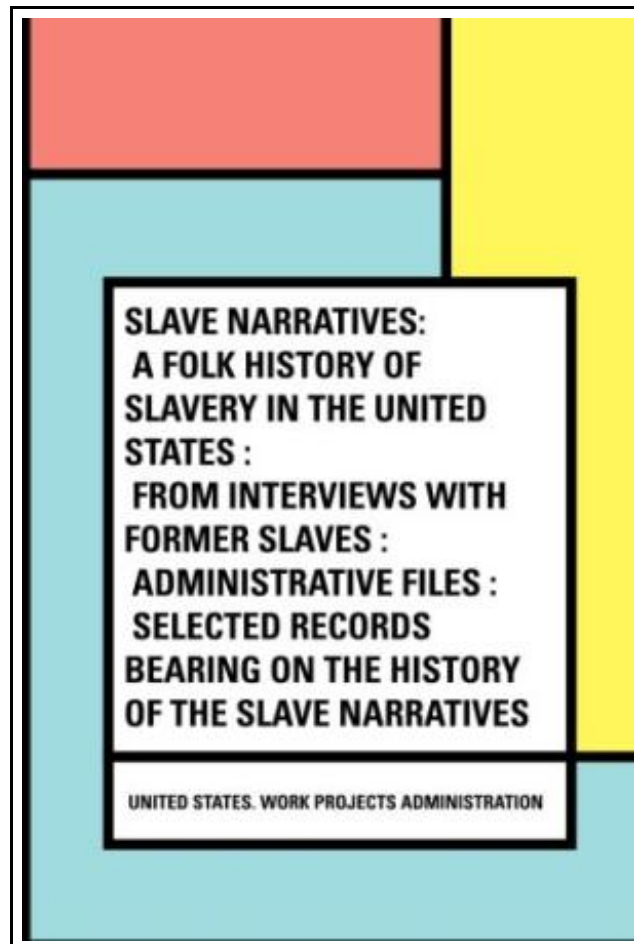 SLAVE NARRATIVES:
A FOLK HISTORY OF
SLAVERY IN THE UNITED
STATES :
FROM INTERVIEWS WITH
FORMER SLAVES :
ADMINISTRATIVE FILES :
SELECTED RECORDS
BEARING ON THE HISTORY
OF THE SLAVE NARRATIVES
UNITED STATES. WORK PROJECTS ADMINISTRATION